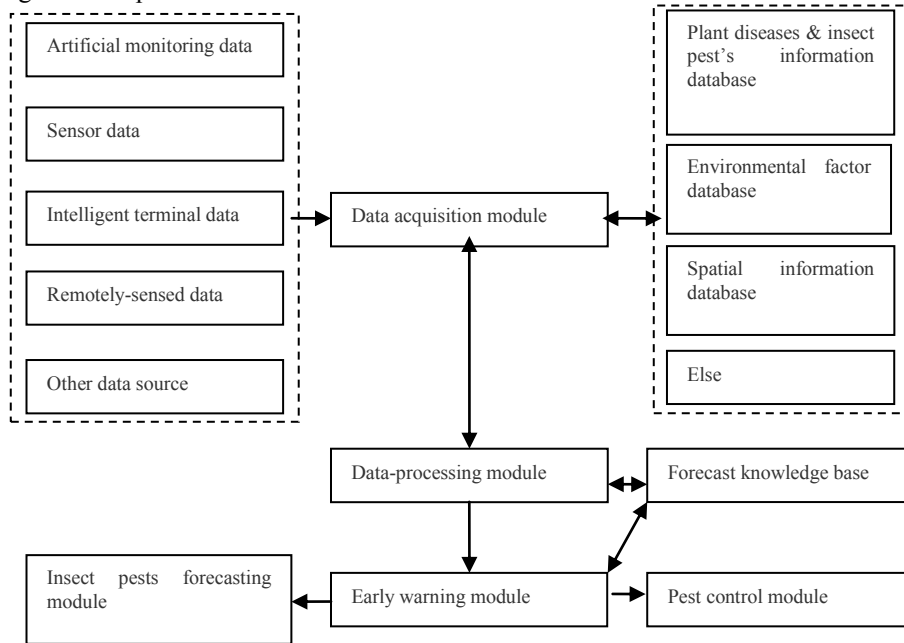 Artificial monitoring data
Sensor data
Intelligent terminal data
Remotely-sensed data
Other data source
Data acquisition module
Plant diseases & insect
pest's information
database
Environmental factor
database
Spatial information
database
Else
Data-processing module
Forecast knowledge base
Insect pests forecasting
module
Early warning module
Pest control module